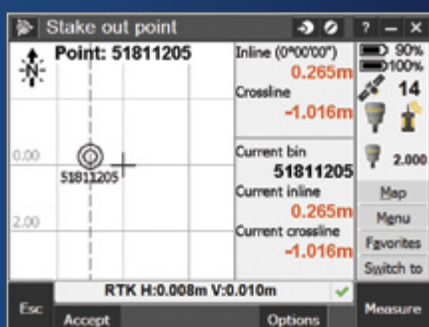 Stake out point
? – ×
Point: 51811205
N
0.00
51811205
2.00
Inline (0°00'00")
0.265m
Crossline
-1.016m
Current bin
51811205
Current inline
0.265m
Current crossline
-1.016m
90%
100%
14
2.000
Map
Menu
Favorites
Switch to
RTK H:0.008m V:0.010m
Esc
Accept
Options
Measure